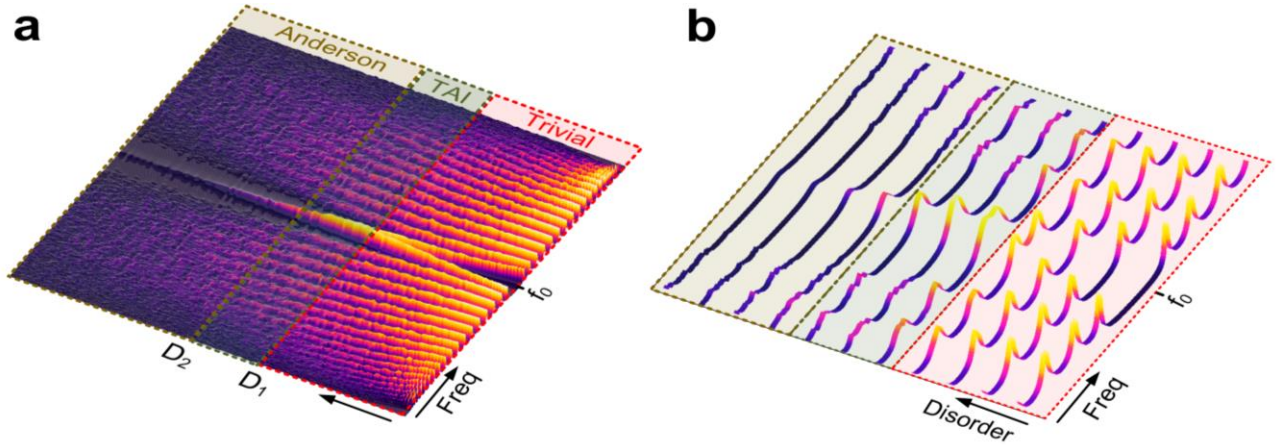 a
Anderson
TAI
Trivial
f₀
D₂
D₁
Freq
b
f₀
Disorder
Freq